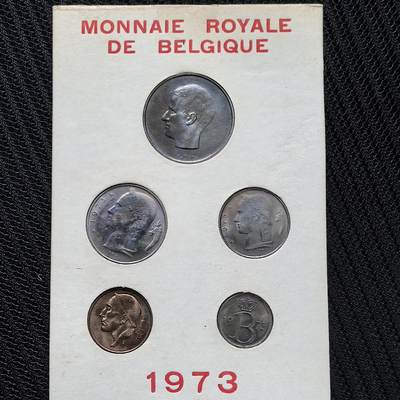 MONNAIE ROYALE
DE BELGIQUE
1973